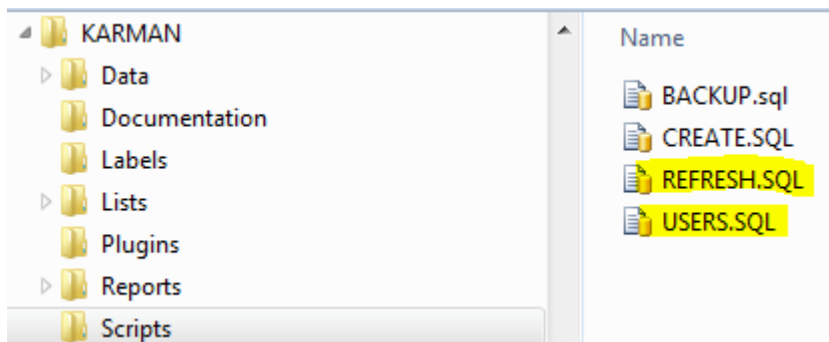 KARMAN
Data
Documentation
Labels
Lists
Plugins
Reports
Scripts
Name
BACKUP.sql
CREATE.SQL
REFRESH.SQL
USERS.SQL